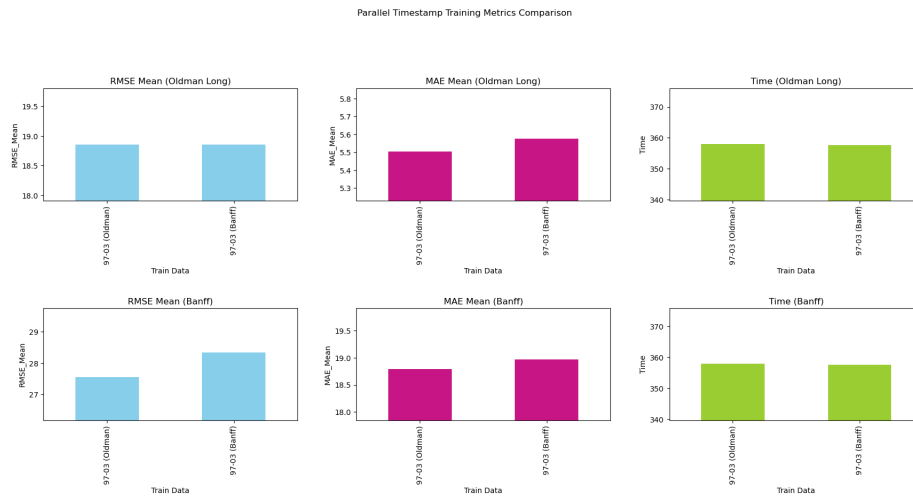 Parallel Timestamp Training Metrics Comparison
RMSE Mean (Oldman Long)
RMSE_Mean
19.5
19.0
18.5
18.0
97-03 (Oldman)
97-03 (Banff)
Train Data
MAE Mean (Oldman Long)
MAE_Mean
5.8
5.7
5.6
5.5
5.4
5.3
97-03 (Oldman)
97-03 (Banff)
Train Data
Time (Oldman Long)
Time
370
360
350
340
97-03 (Oldman)
97-03 (Banff)
Train Data
RMSE Mean (Banff)
RMSE_Mean
29
28
27
97-03 (Oldman)
97-03 (Banff)
Train Data
MAE Mean (Banff)
MAE_Mean
19.5
19.0
18.5
18.0
97-03 (Oldman)
97-03 (Banff)
Train Data
Time (Banff)
Time
370
360
350
340
97-03 (Oldman)
97-03 (Banff)
Train Data